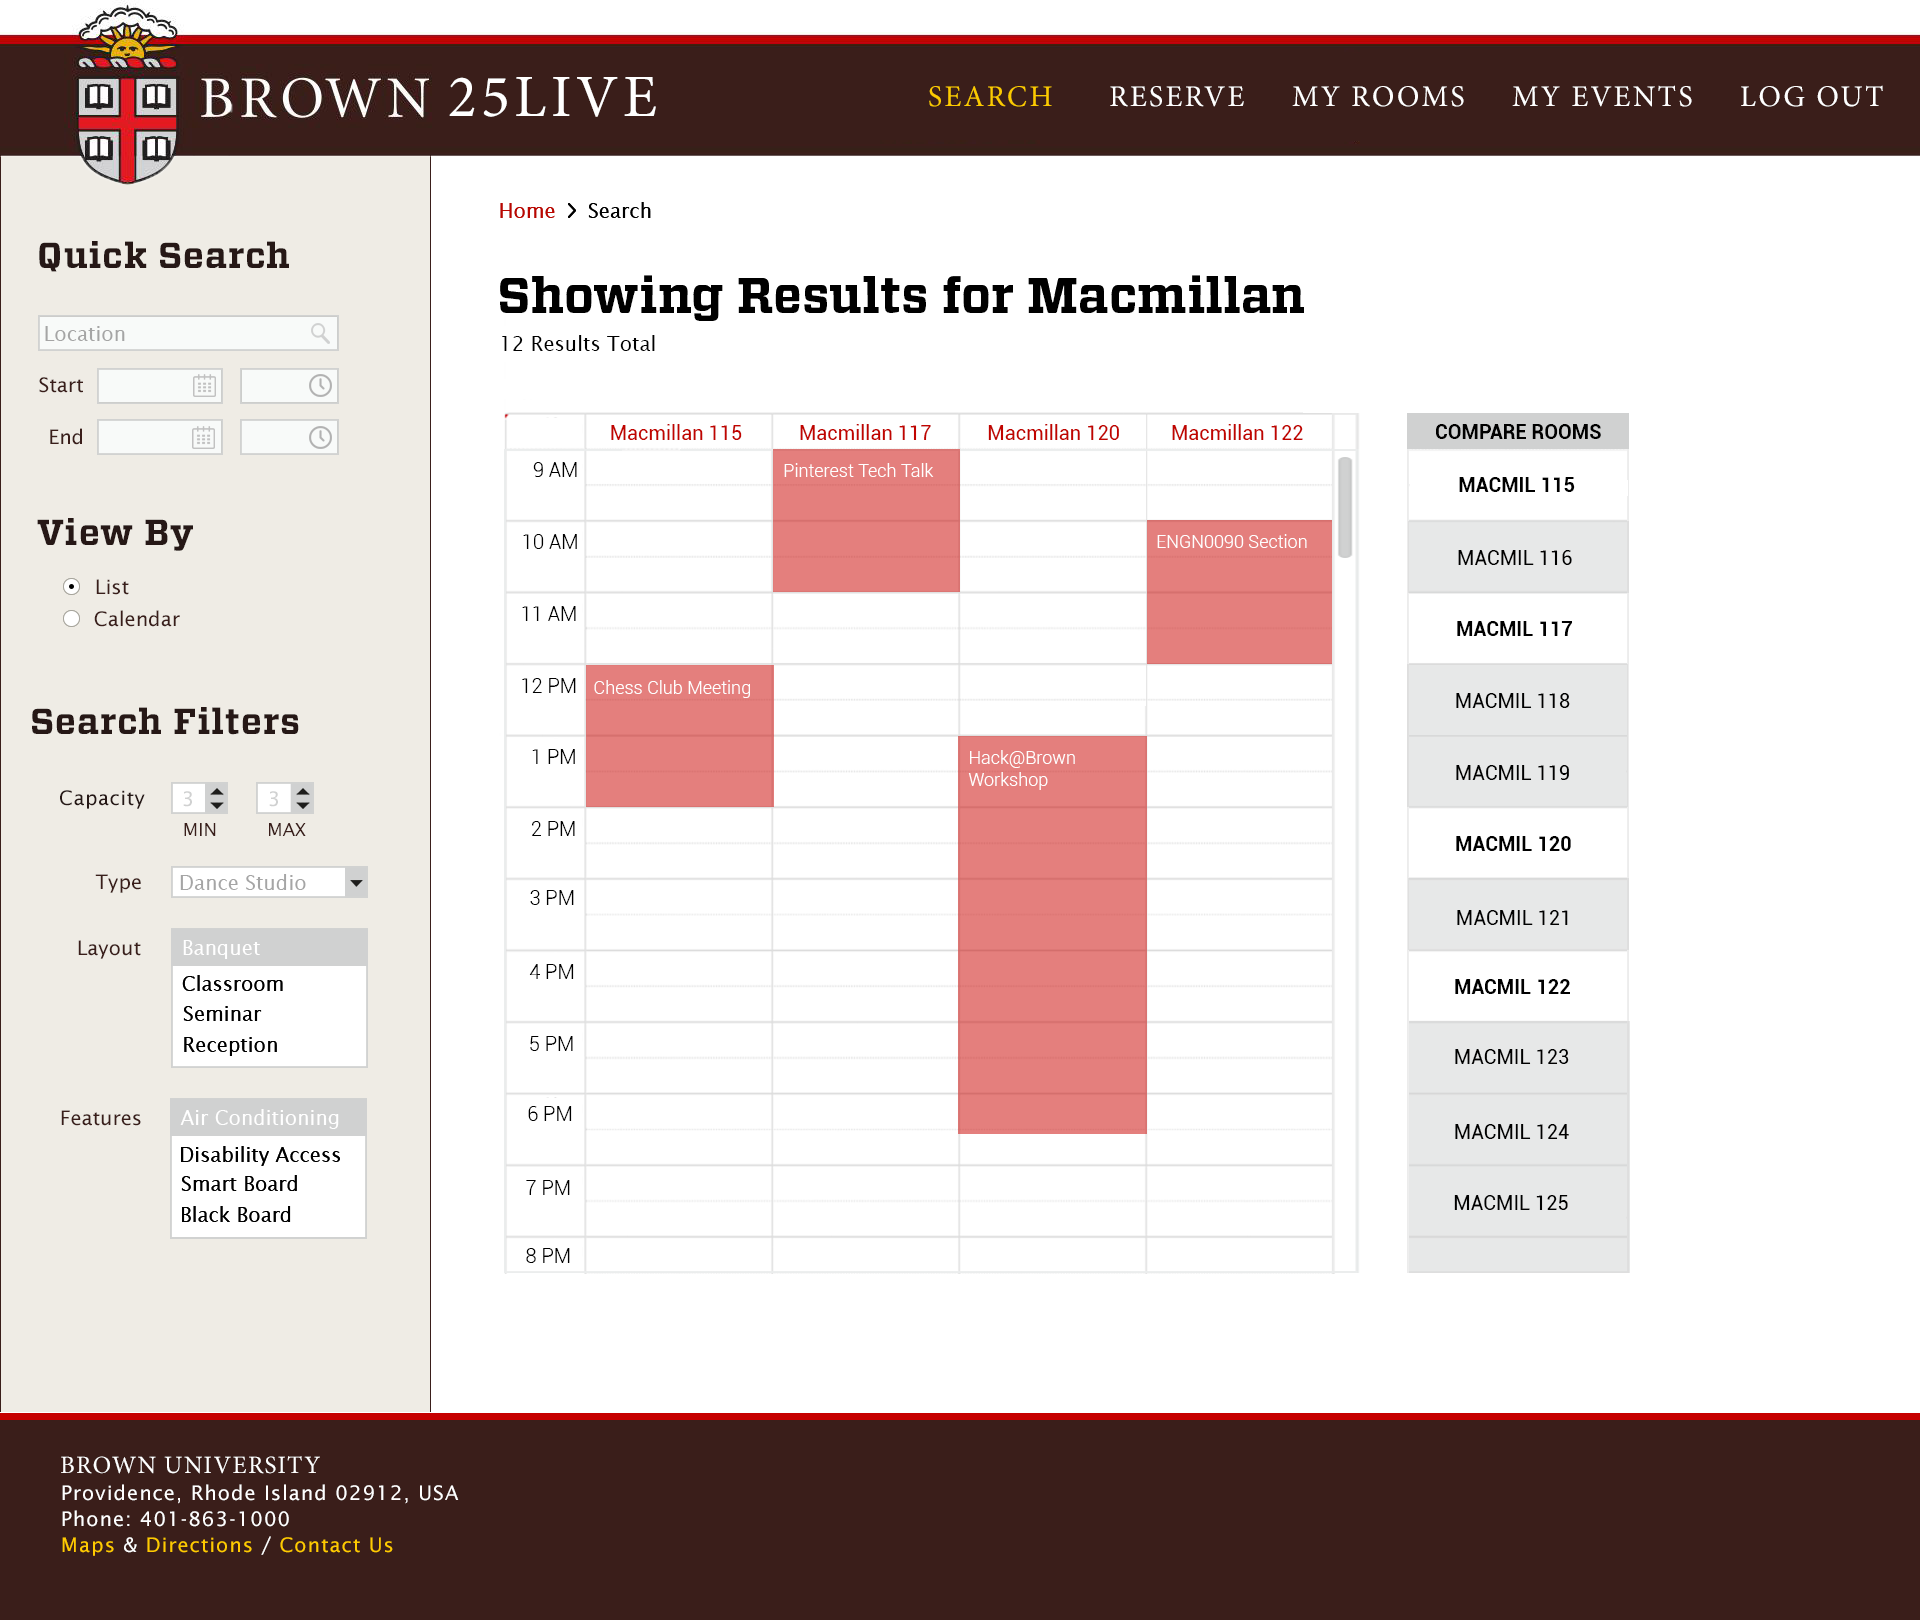 BROWN 25LIVE
SEARCH
RESERVE
MY ROOMS
MY EVENTS
LOG OUT
Quick Search
Location
Start
End
View By
List
Calendar
Search Filters
Capacity
3
3
MIN
MAX
Type
Dance Studio
Layout
Banquet
Classroom
Seminar
Reception
Features
Air Conditioning
Disability Access
Smart Board
Black Board
Home > Search
Showing Results for Macmillan
12 Results Total
Macmillan 115
Macmillan 117
Macmillan 120
Macmillan 122
9 AM
Pinterest Tech Talk
10 AM
ENGN0090 Section
11 AM
12 PM
Chess Club Meeting
1 PM
Hack@Brown
Workshop
2 PM
3 PM
4 PM
5 PM
6 PM
7 PM
8 PM
COMPARE ROOMS
MACMIL 115
MACMIL 116
MACMIL 117
MACMIL 118
MACMIL 119
MACMIL 120
MACMIL 121
MACMIL 122
MACMIL 123
MACMIL 124
MACMIL 125
BROWN UNIVERSITY
Providence, Rhode Island 02912, USA
Phone: 401-863-1000
Maps & Directions / Contact Us